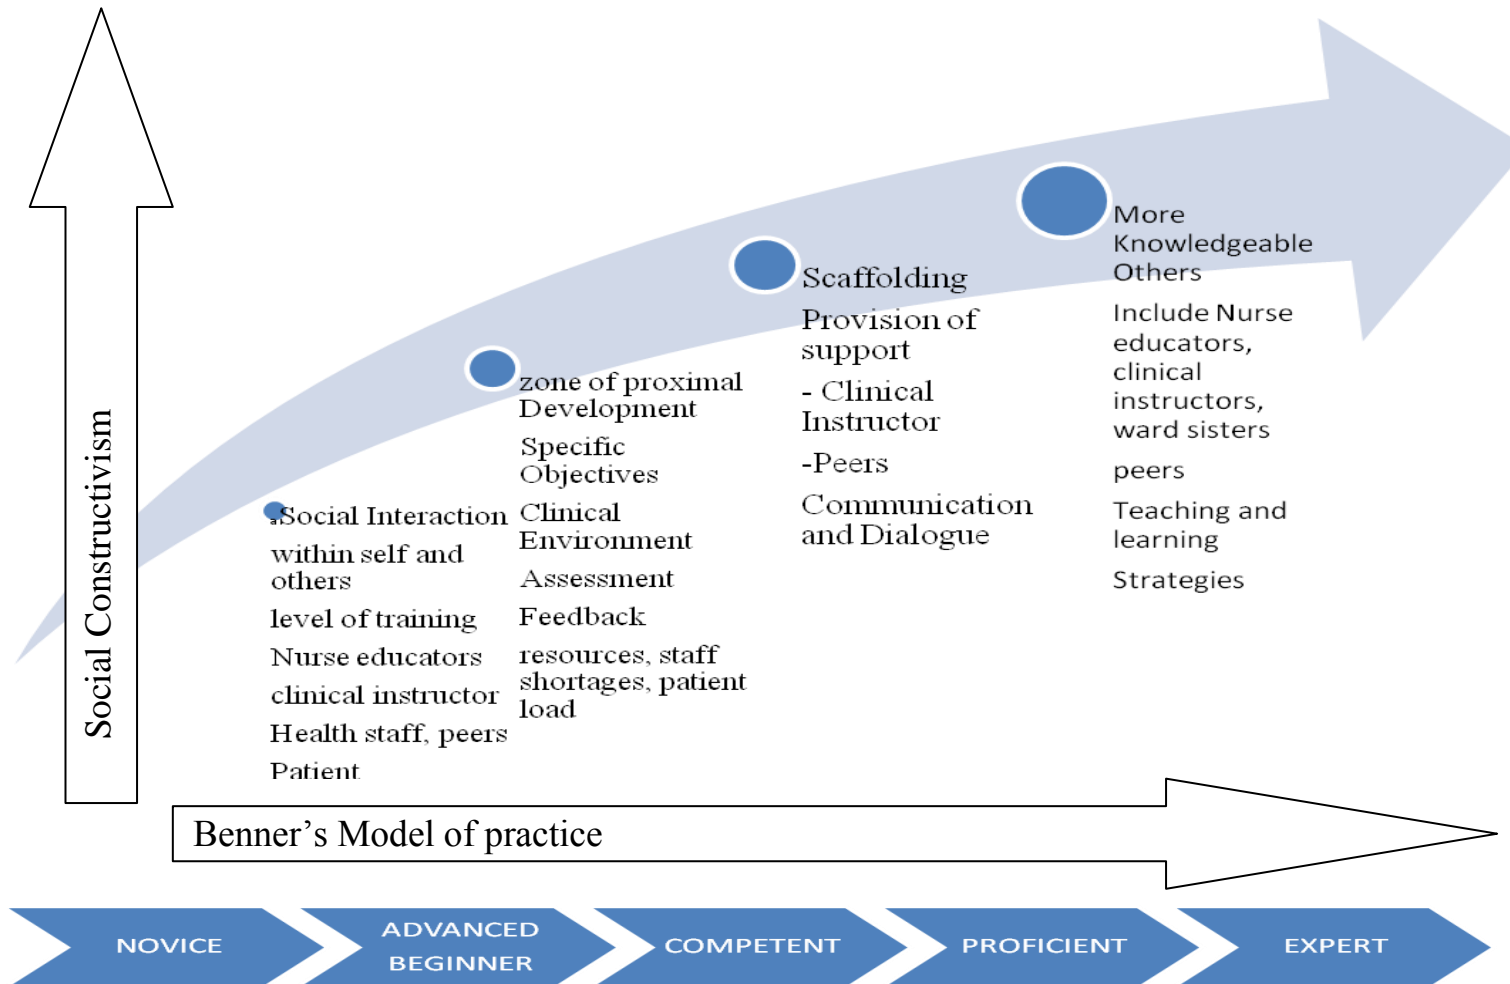 Social Constructivism
.Social Interaction
within self and
others
level of training
Nurse educators
clinical instructor
Health staff, peers
Patient
zone of proximal
Development
Specific
Objectives
Clinical
Environment
Assessment
Feedback
resources, staff
shortages, patient
load
Scaffolding
Provision of
support
- Clinical
Instructor
-Peers
Communication
and Dialogue
More
Knowledgeable
Others
Include Nurse
educators,
clinical
instructors,
ward sisters
peers
Teaching and
learning
Strategies
Benner’s Model of practice
NOVICE
ADVANCED
BEGINNER
COMPETENT
PROFICIENT
EXPERT